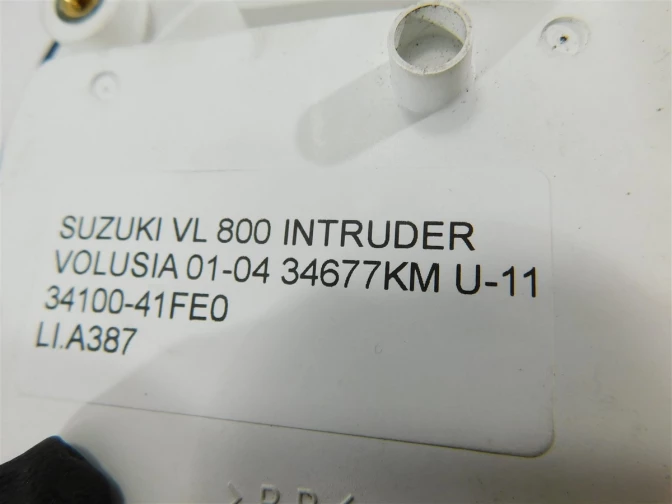 SUZUKI VL 800 INTRUDER
VOLUSIA 01-04 34677KM U-11
34100-41FE0
LI.A387